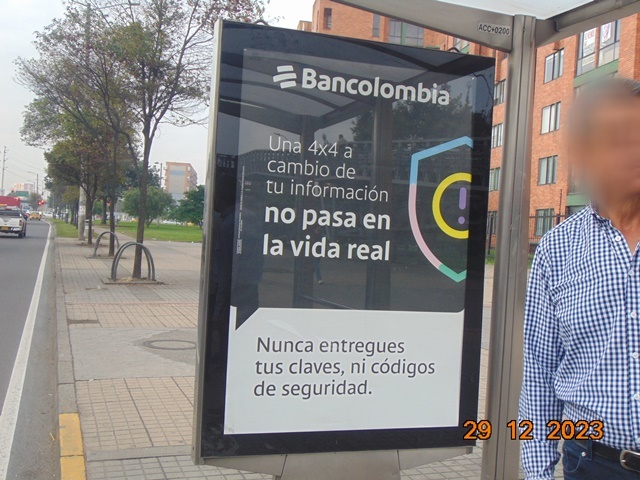 ACC+0200
Bancolombia
Una 4x4 a
cambio de
tu información
no pasa en
la vida real
!
Nunca entregues
tus claves, ni códigos
de seguridad.
29 12 2023